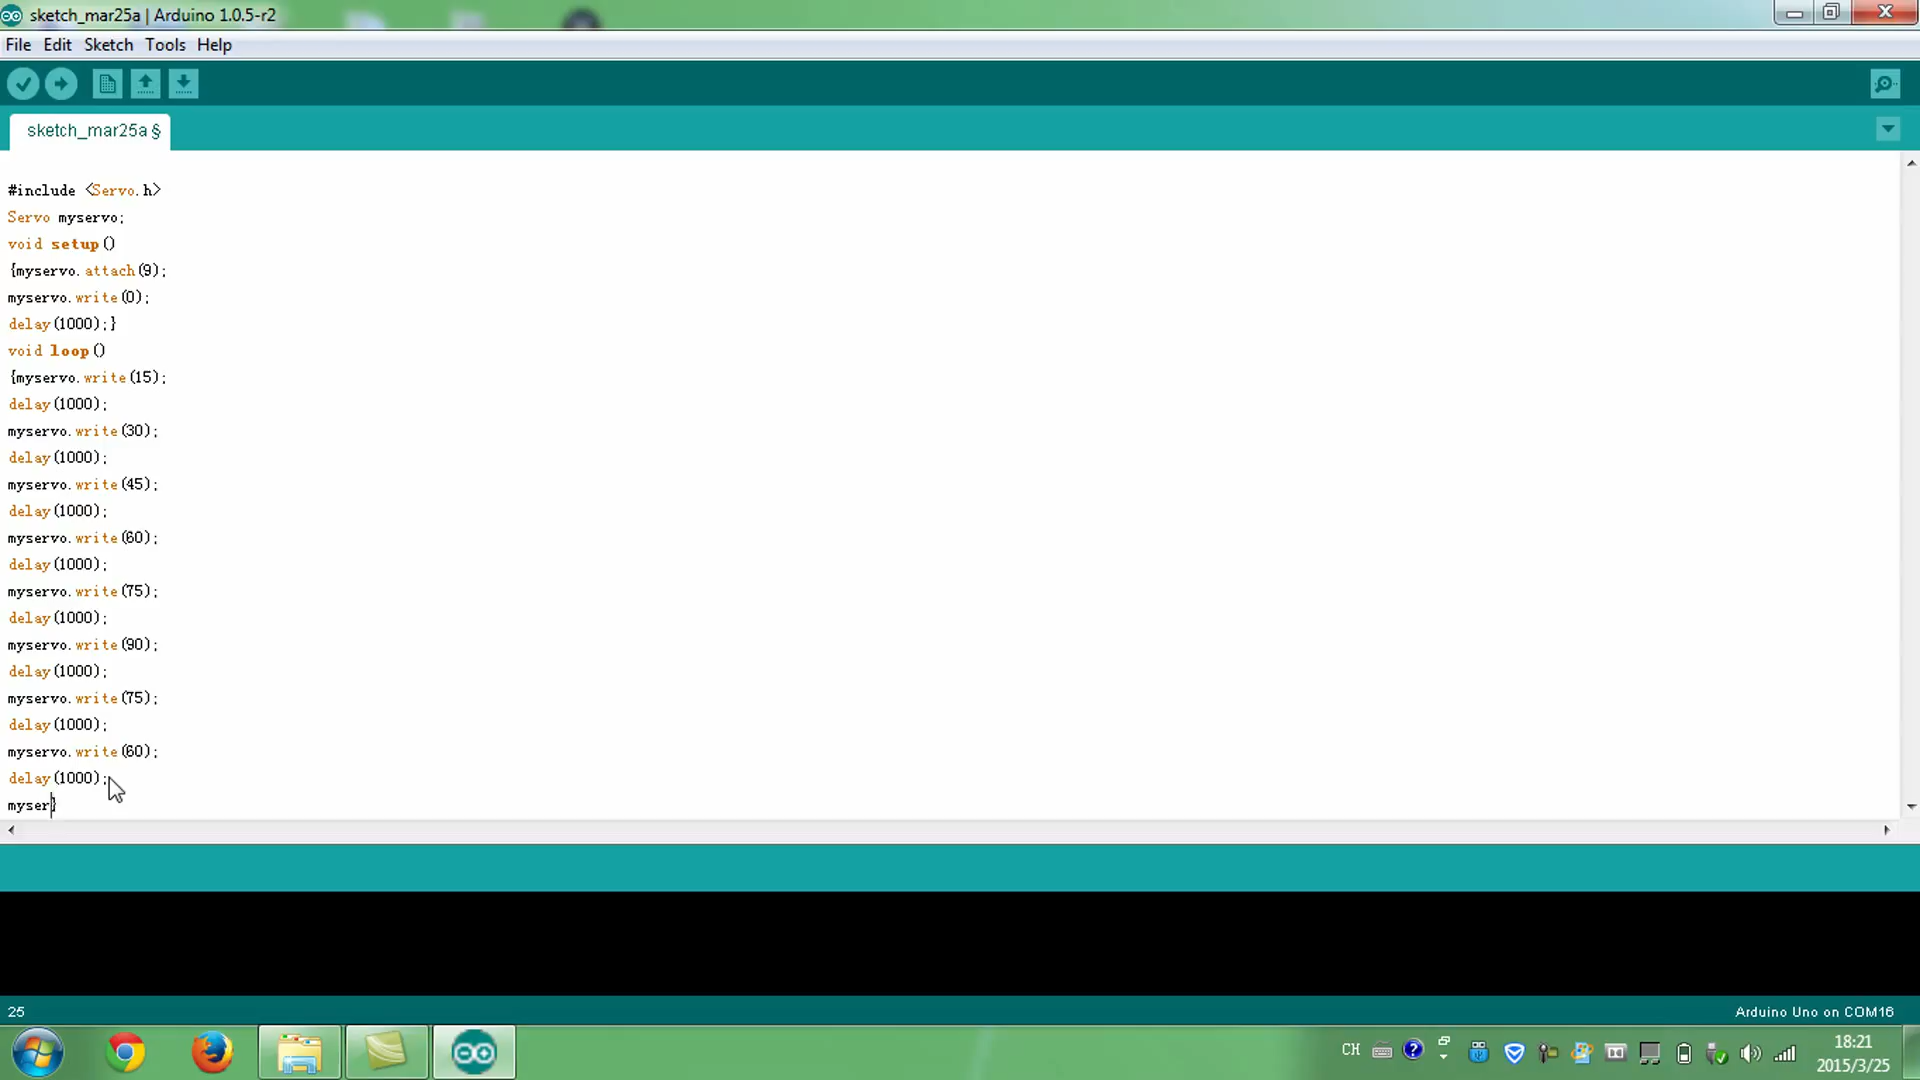 sketch_mar25a | Arduino 1.0.5-r2
File Edit Sketch Tools Help
sketch_mar25a §
#include <Servo.h>
Servo myservo;
void setup()
{myservo.attach(9);
myservo.write(0);
delay(1000);}
void loop()
{myservo.write(15);
delay(1000);
myservo.write(30);
delay(1000);
myservo.write(45);
delay(1000);
myservo.write(60);
delay(1000);
myservo.write(75);
delay(1000);
myservo.write(90);
delay(1000);
myservo.write(75);
delay(1000);
myservo.write(60);
delay(1000);
myser}
25
Arduino Uno on COM16
CH
18:21
2015/3/25